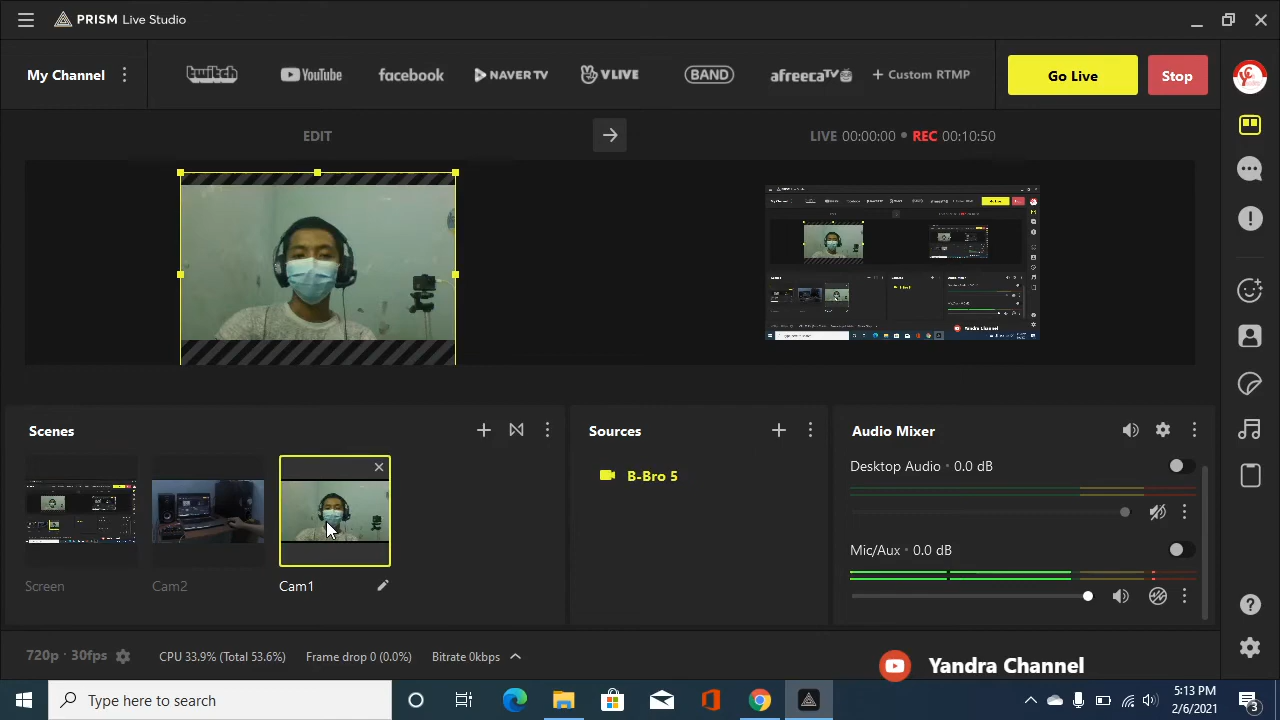 PRISM Live Studio
My Channel
twitch
YouTube
facebook
NAVER TV
VLIVE
BAND
afreecaTV
+ Custom RTMP
Go Live
Stop
EDIT
LIVE 00:00:00 • REC 00:10:50
Scenes
Sources
Audio Mixer
Desktop Audio • 0.0 dB
B-Bro 5
Mic/Aux • 0.0 dB
Screen
Cam2
Cam1
720p · 30fps
CPU 33.9% (Total 53.6%)
Frame drop 0 (0.0%)
Bitrate 0kbps
Yandra Channel
Type here to search
5:13 PM
2/6/2021
3